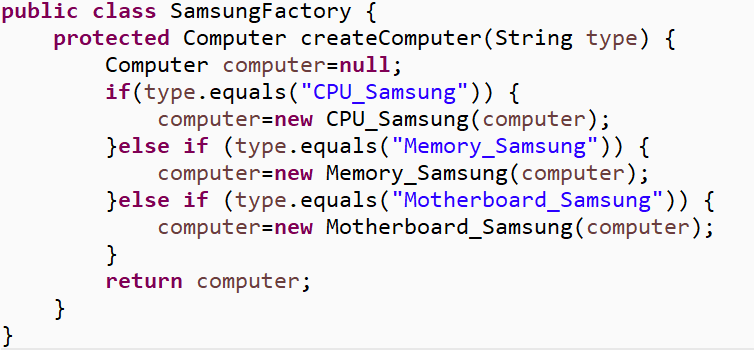 public class SamsungFactory {
    protected Computer createComputer(String type) {
        Computer computer=null;
        if(type.equals("CPU_Samsung")) {
            computer=new CPU_Samsung(computer);
        }else if (type.equals("Memory_Samsung")) {
            computer=new Memory_Samsung(computer);
        }else if (type.equals("Motherboard_Samsung")) {
            computer=new Motherboard_Samsung(computer);
        }
        return computer;
    }
}